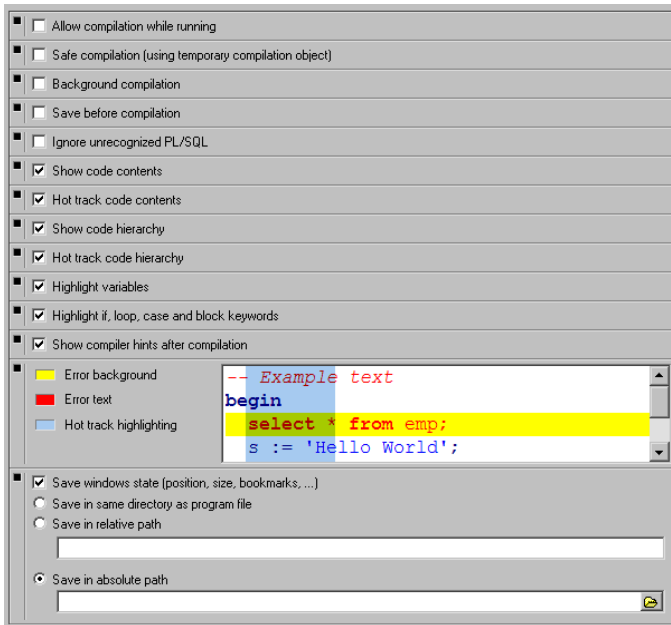 Allow compilation while running
Safe compilation (using temporary compilation object)
Background compilation
Save before compilation
Ignore unrecognized PL/SQL
Show code contents
Hot track code contents
Show code hierarchy
Hot track code hierarchy
Highlight variables
Highlight if, loop, case and block keywords
Show compiler hints after compilation
Error background
Error text
Hot track highlighting
-- Example text
begin
select * from emp;
s := 'Hello World';
Save windows state (position, size, bookmarks, ...)
Save in same directory as program file
Save in relative path
Save in absolute path